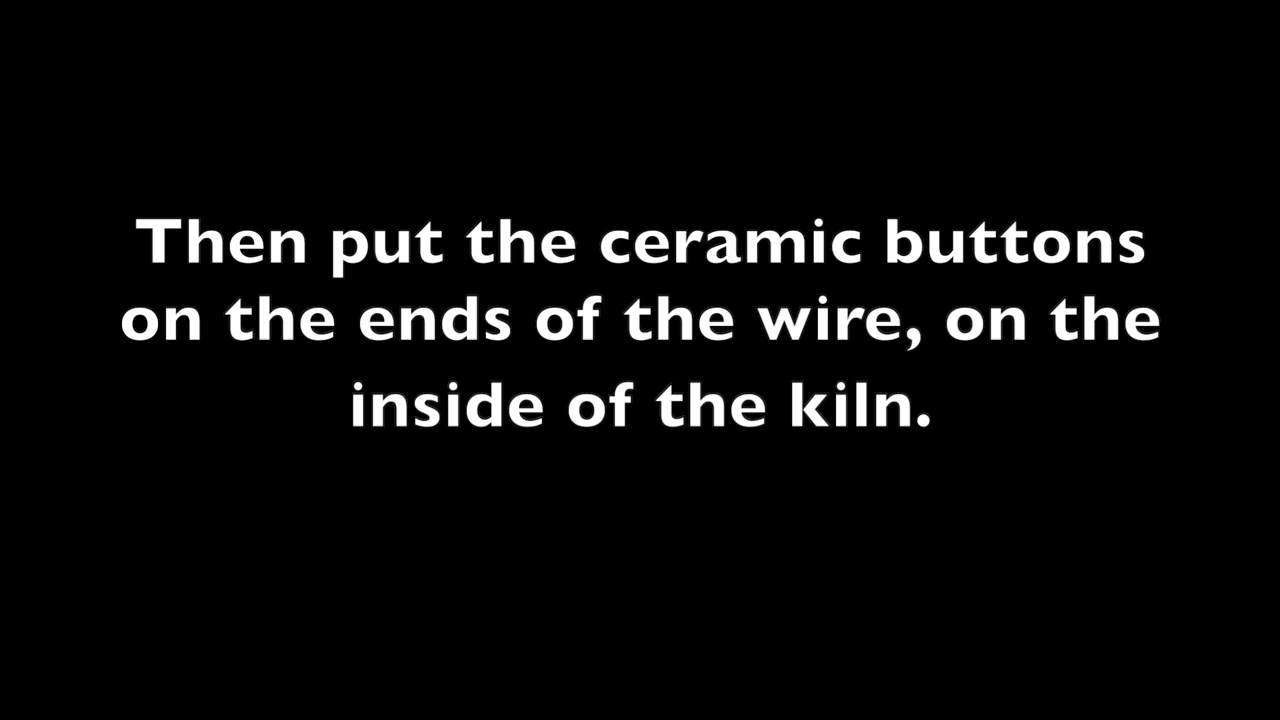 Then put the ceramic buttons
on the ends of the wire, on the
inside of the kiln.